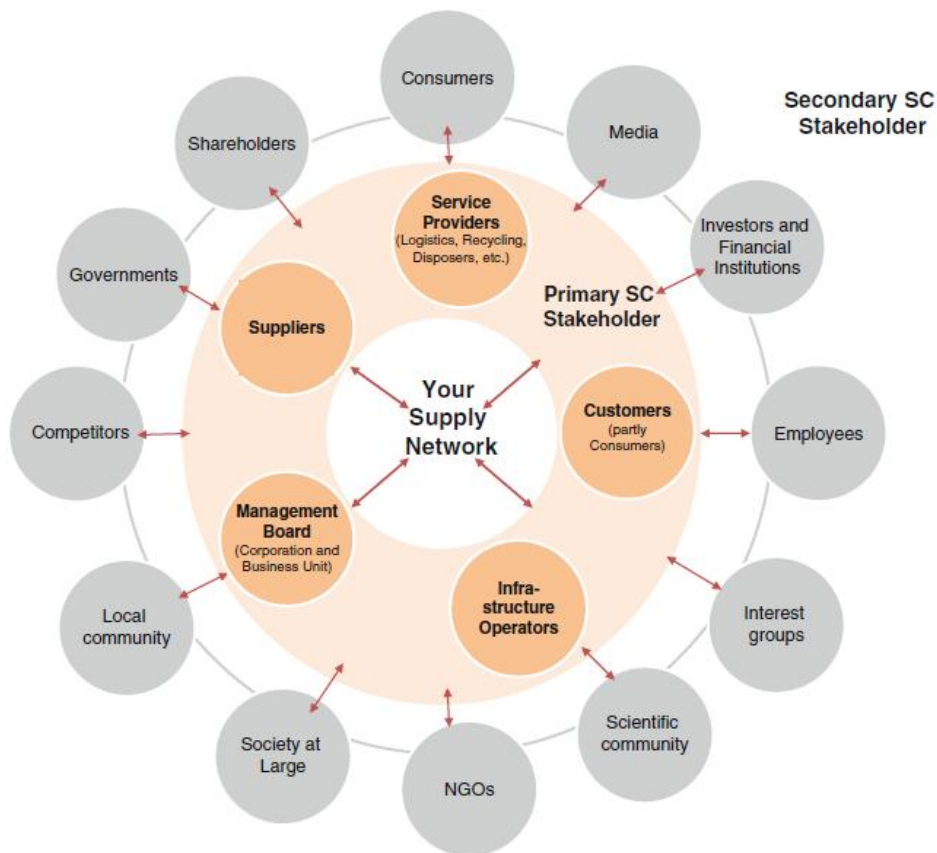 Consumers
Secondary SC
Stakeholder
Media
Shareholders
Service
Providers
(Logistics, Recycling,
Disposers, etc.)
Investors and
Financial
Institutions
Governments
Primary SC
Stakeholder
Suppliers
Your
Supply
Network
Customers
(partly
Consumers)
Competitors
Employees
Management
Board
(Corporation and
Business Unit)
Infra-
structure
Operators
Local
community
Interest
groups
Scientific
community
Society at
Large
NGOs